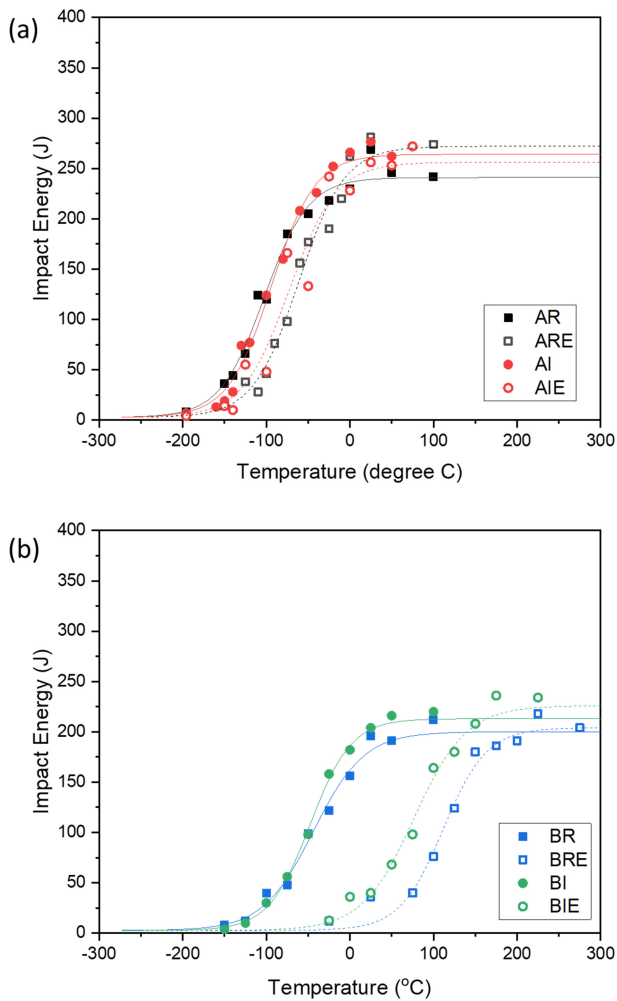 (a)
400
350
300
250
200
150
100
50
0
Impact Energy (J)
-300 -200 -100 0 100 200 300
Temperature (degree C)
AR
ARE
AI
AIE
(b)
400
350
300
250
200
150
100
50
0
Impact Energy (J)
-300 -200 -100 0 100 200 300
Temperature (°C)
BR
BRE
BI
BIE